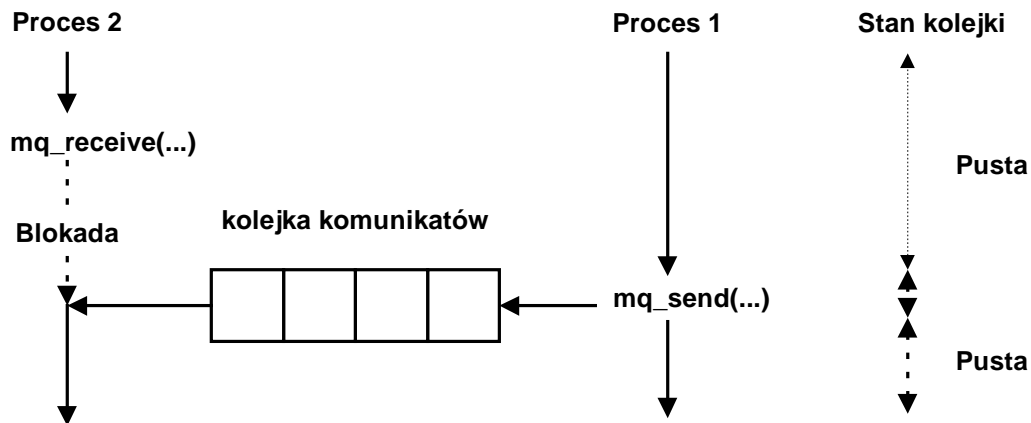 Proces 2 Proces 1 Stan kolejki
mq_receive(...)
Pusta
Blokada kolejka komunikatów
mq_send(...)
Pusta